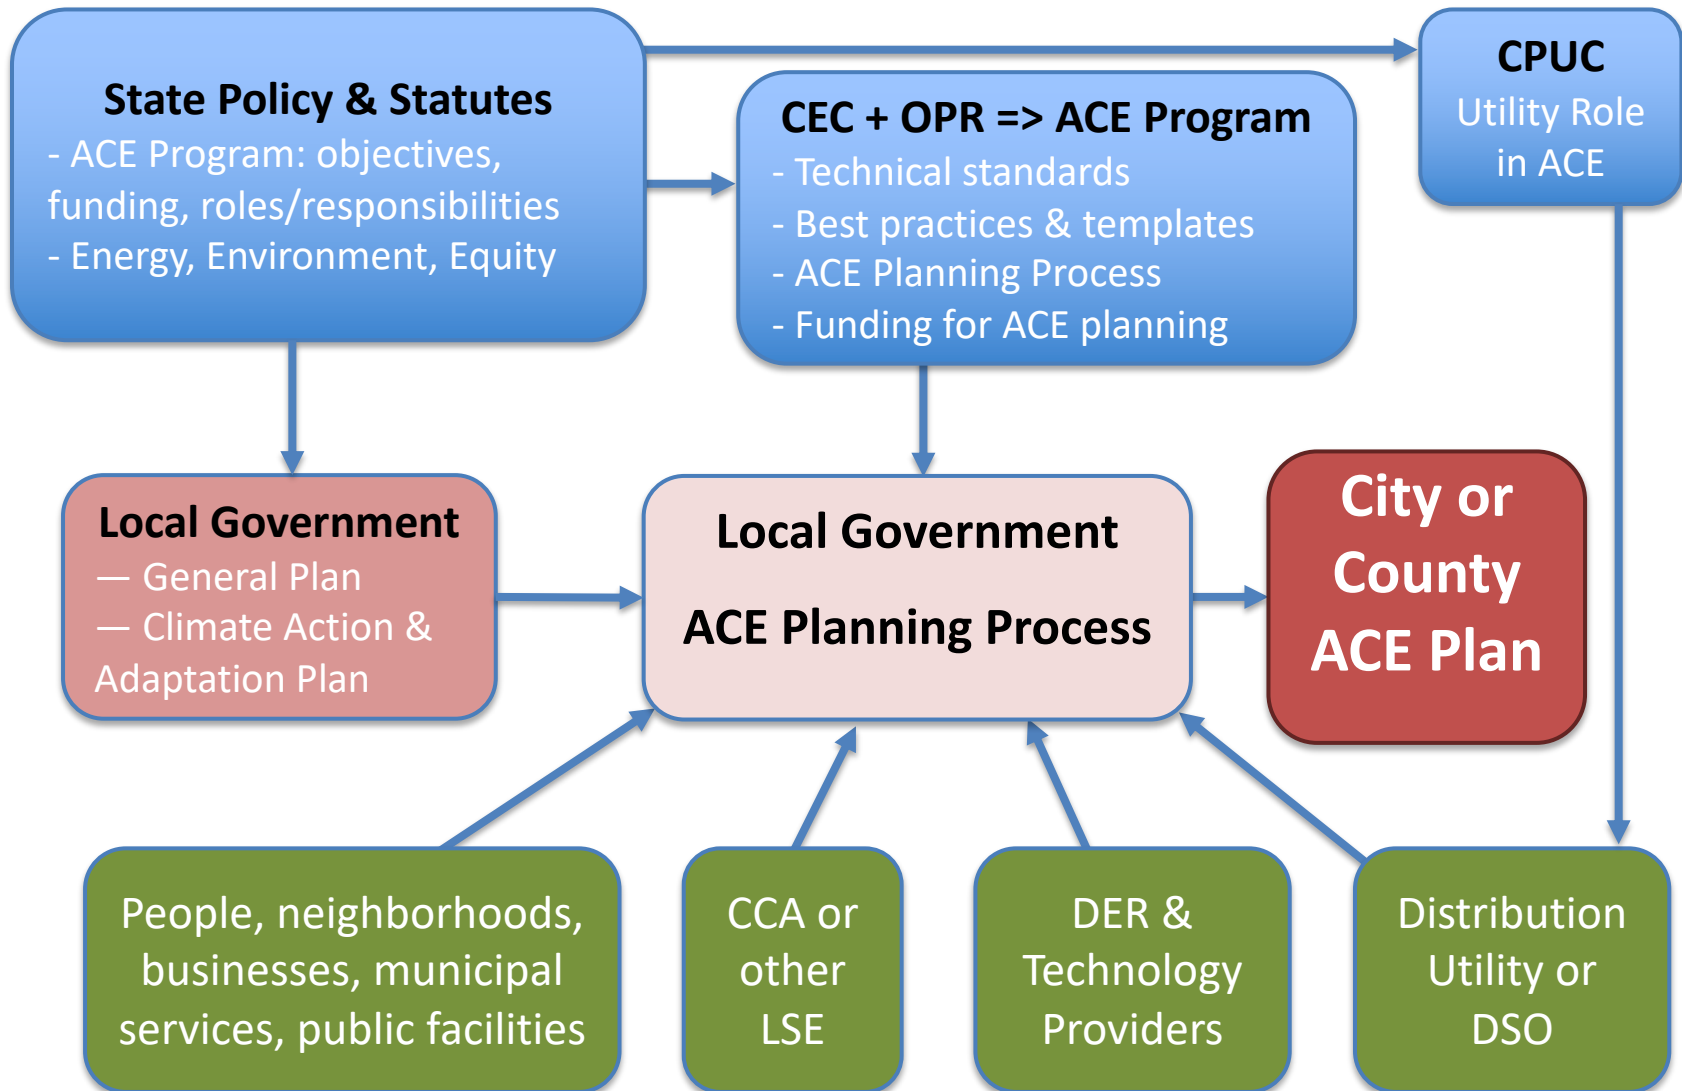 State Policy & Statutes
- ACE Program: objectives,
funding, roles/responsibilities
- Energy, Environment, Equity
CEC + OPR => ACE Program
- Technical standards
- Best practices & templates
- ACE Planning Process
- Funding for ACE planning
CPUC
Utility Role
in ACE
Local Government
— General Plan
— Climate Action &
Adaptation Plan
Local Government
ACE Planning Process
City or
County
ACE Plan
People, neighborhoods,
businesses, municipal
services, public facilities
CCA or
other
LSE
DER &
Technology
Providers
Distribution
Utility or
DSO